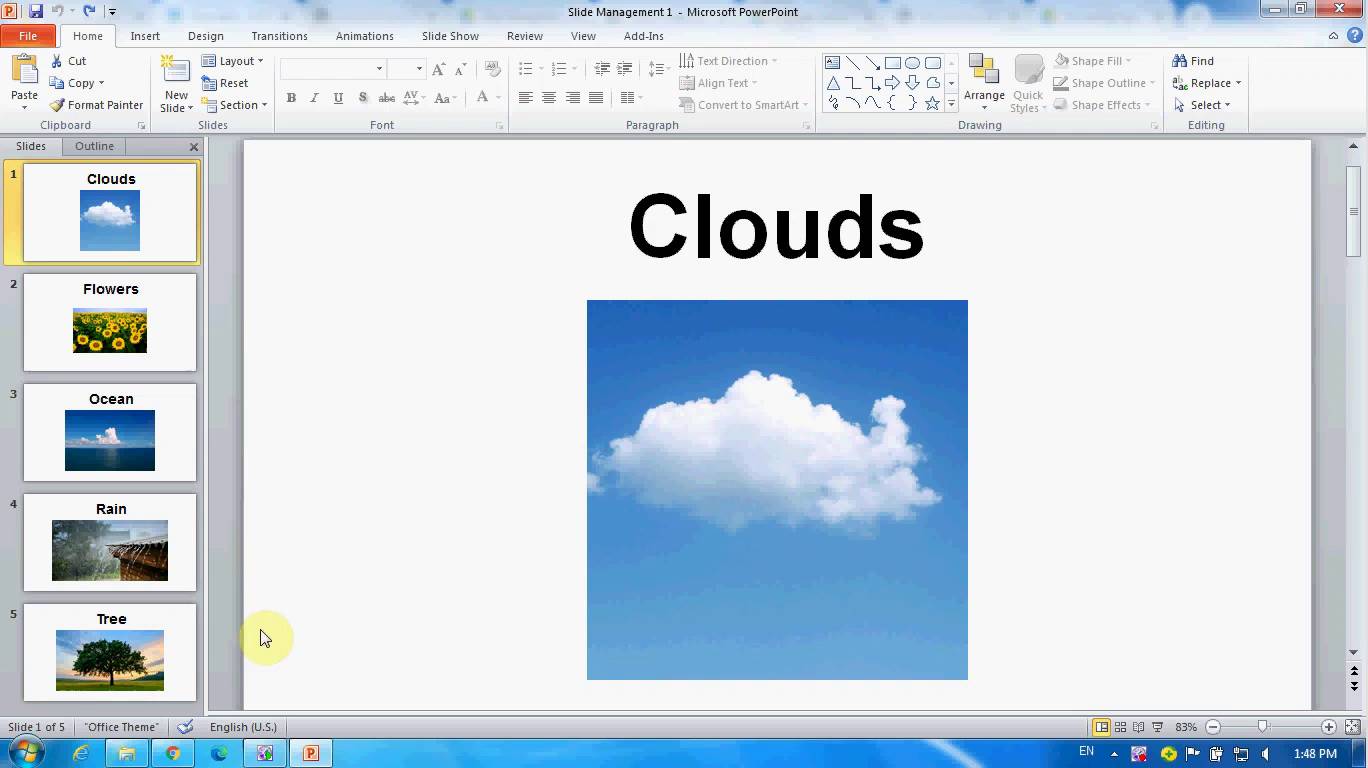 Slide Management 1 - Microsoft PowerPoint
File Home Insert Design Transitions Animations Slide Show Review View Add-Ins
Paste
Cut
Copy
Format Painter
Clipboard
New
Slide
Layout
Reset
Section
Slides
B I U S abc AV Aa A
Font
Text Direction
Align Text
Convert to SmartArt
Paragraph
Arrange
Quick
Styles
Shape Fill
Shape Outline
Shape Effects
Drawing
Find
Replace
Select
Editing
Slides Outline
1
Clouds
2
Flowers
3
Ocean
4
Rain
5
Tree
Clouds
Slide 1 of 5 "Office Theme" English (U.S.) 83%
EN 1:48 PM